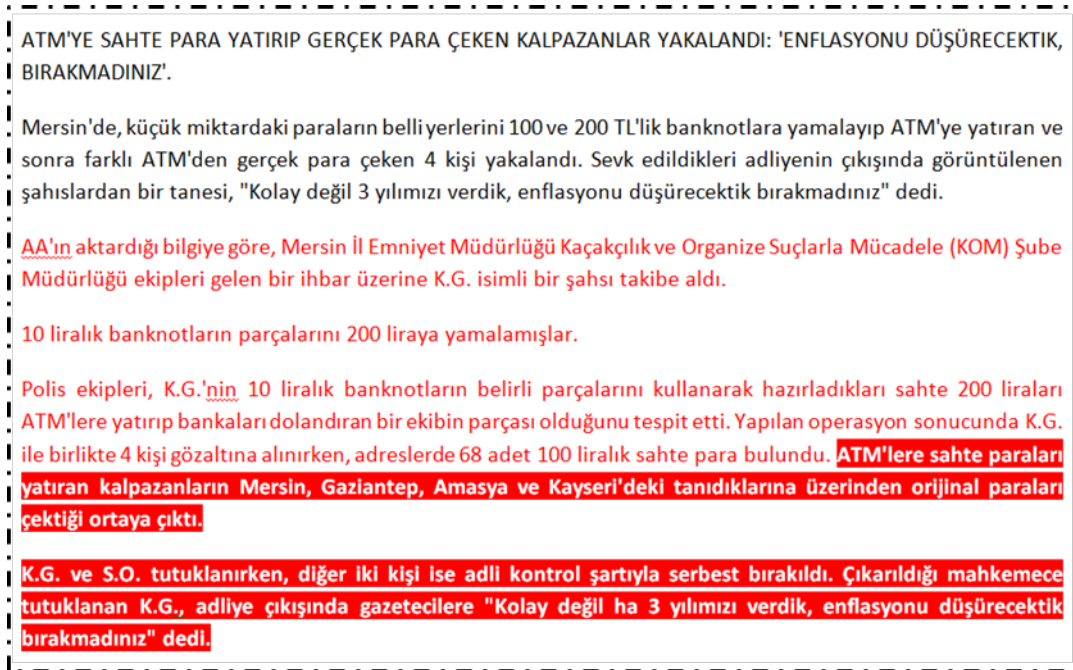 ATM'YE SAHTE PARA YATIRIP GERÇEK PARA ÇEKEN KALPAZANLAR YAKALANDI: 'ENFLASYONU DÜŞÜRECEKTIK,
BIRAKMADINIZ'.
Mersin'de, küçük miktardaki paraların belli yerlerini 100 ve 200 TL'lik banknotlara yamalayıp ATM'ye yatıran ve
sonra farklı ATM'den gerçek para çeken 4 kişi yakalandı. Sevk edildikleri adliyenin çıkışında görüntülenen
şahıslardan bir tanesi, "Kolay değil 3 yılımızı verdik, enflasyonu düşürecektik bırakmadınız" dedi.
AA'ın aktardığı bilgiye göre, Mersin İl Emniyet Müdürlüğü Kaçakçılık ve Organize Suçlarla Mücadele (KOM) Şube
Müdürlüğü ekipleri gelen bir ihbar üzerine K.G. isimli bir şahsı takibe aldı.
10 liralık banknotların parçalarını 200 liraya yamalamışlar.
Polis ekipleri, K.G.'nin 10 liralık banknotların belirli parçalarını kullanarak hazırladıkları sahte 200 liraları
ATM'lere yatırıp bankaları dolandıran bir ekibin parçası olduğunu tespit etti. Yapılan operasyon sonucunda K.G.
ile birlikte 4 kişi gözaltına alınırken, adreslerde 68 adet 100 liralık sahte para bulundu. ATM'lere sahte paraları
yatıran kalpazanların Mersin, Gaziantep, Amasya ve Kayseri'deki tanıdıklarına üzerinden orijinal paraları
çektiği ortaya çıktı.
K.G. ve S.O. tutuklanırken, diğer iki kişi ise adli kontrol şartıyla serbest bırakıldı. Çıkarıldığı mahkemece
tutuklanan K.G., adliye çıkışında gazetecilere "Kolay değil ha 3 yılımızı verdik, enflasyonu düşürecektik
bırakmadınız" dedi.